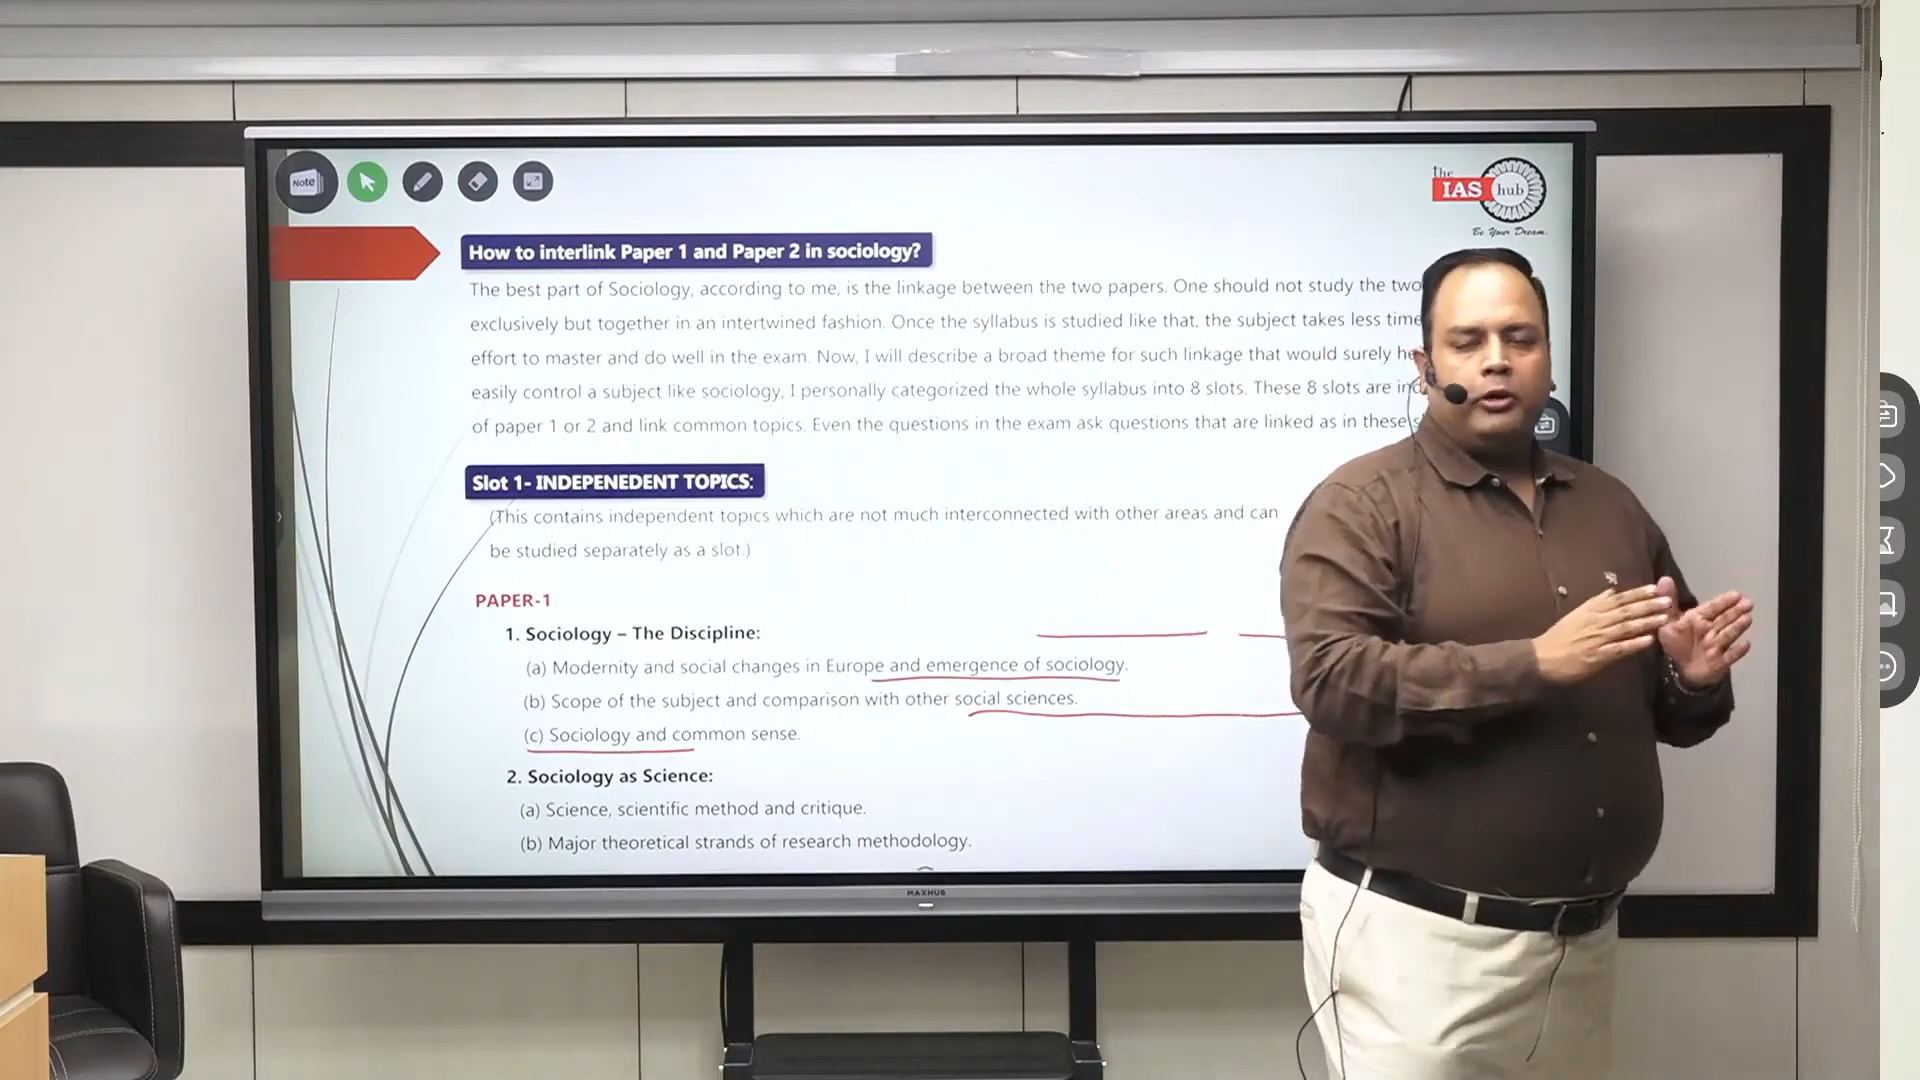 Note
the
IAS hub
Be Your Dream.
How to interlink Paper 1 and Paper 2 in sociology?
The best part of Sociology, according to me, is the linkage between the two papers. One should not study the two
exclusively but together in an intertwined fashion. Once the syllabus is studied like that, the subject takes less time
effort to master and do well in the exam. Now, I will describe a broad theme for such linkage that would surely he
easily control a subject like sociology, I personally categorized the whole syllabus into 8 slots. These 8 slots are ind
of paper 1 or 2 and link common topics. Even the questions in the exam ask questions that are linked as in these s
Slot 1- INDEPENEDENT TOPICS:
(This contains independent topics which are not much interconnected with other areas and can
be studied separately as a slot.)
PAPER-1
1. Sociology – The Discipline:
(a) Modernity and social changes in Europe and emergence of sociology.
(b) Scope of the subject and comparison with other social sciences.
(c) Sociology and common sense.
2. Sociology as Science:
(a) Science, scientific method and critique.
(b) Major theoretical strands of research methodology.
MAXHUB